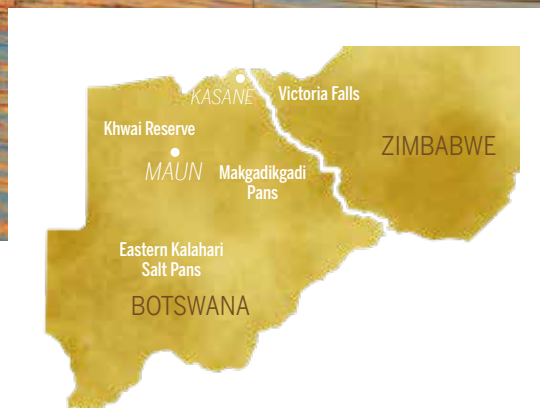 KASANE
Victoria Falls
Khwai Reserve
ZIMBABWE
MAUN
Makgadikgadi
Pans
Eastern Kalahari
Salt Pans
BOTSWANA